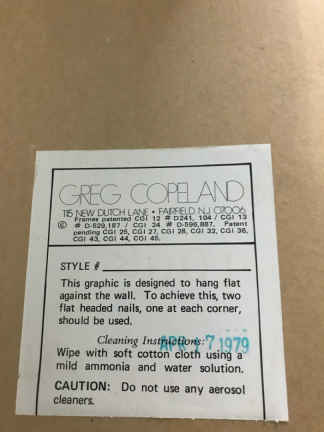 GREG COPELAND
115 NEW DUTCH LANE • FAIRFIELD NJ 07006
© Frames patented CGI 12 # D241, 104 / CGI 13
# D-529,187 / CGI 34 # D-596,887. Patent
pending CGI 25, CGI 27, CGI 28, CGI 32, CGI 36,
CGI 43, CGI 44, CGI 45.
STYLE #
This graphic is designed to hang flat
against the wall. To achieve this, two
flat headed nails, one at each corner,
should be used.
Cleaning Instructions:
APR 17 1979
Wipe with soft cotton cloth using a
mild ammonia and water solution.
CAUTION: Do not use any aerosol
cleaners.